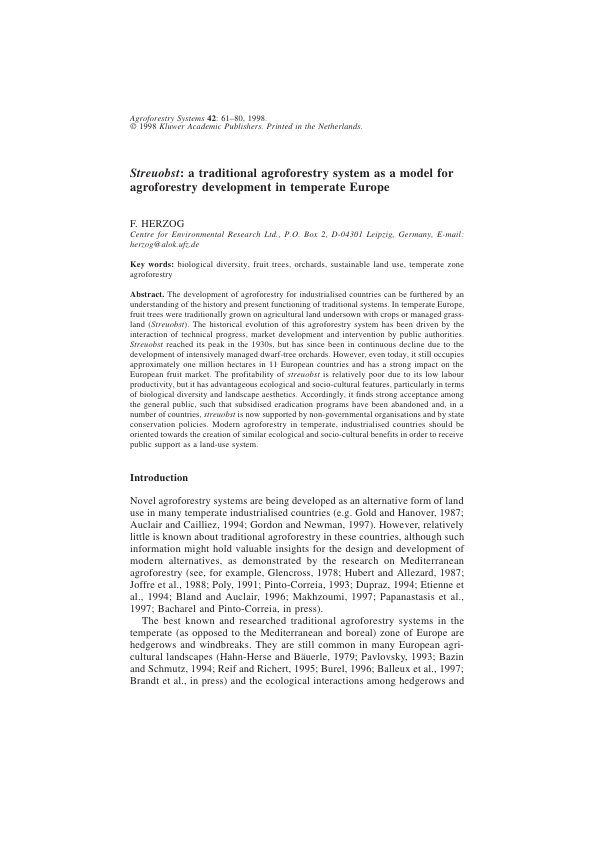 Agroforestry Systems 42: 61–80, 1998.
© 1998 Kluwer Academic Publishers. Printed in the Netherlands.
Streuobst: a traditional agroforestry system as a model for
agroforestry development in temperate Europe
F. HERZOG
Centre for Environmental Research Ltd., P.O. Box 2, D-04301 Leipzig, Germany, E-mail:
herzog@alok.ufz.de
Key words: biological diversity, fruit trees, orchards, sustainable land use, temperate zone
agroforestry
Abstract. The development of agroforestry for industrialised countries can be furthered by an
understanding of the history and present functioning of traditional systems. In temperate Europe,
fruit trees were traditionally grown on agricultural land undersown with crops or managed grass-
land (Streuobst). The historical evolution of this agroforestry system has been driven by the
interaction of technical progress, market development and intervention by public authorities.
Streuobst reached its peak in the 1930s, but has since been in continuous decline due to the
development of intensively managed dwarf-tree orchards. However, even today, it still occupies
approximately one million hectares in 11 European countries and has a strong impact on the
European fruit market. The profitability of streuobst is relatively poor due to its low labour
productivity, but it has advantageous ecological and socio-cultural features, particularly in terms
of biological diversity and landscape aesthetics. Accordingly, it finds strong acceptance among
the general public, such that subsidised eradication programs have been abandoned and, in a
number of countries, streuobst is now supported by non-governmental organisations and by state
conservation policies. Modern agroforestry in temperate, industrialised countries should be
oriented towards the creation of similar ecological and socio-cultural benefits in order to receive
public support as a land-use system.
Introduction
Novel agroforestry systems are being developed as an alternative form of land
use in many temperate industrialised countries (e.g. Gold and Hanover, 1987;
Auclair and Cailliez, 1994; Gordon and Newman, 1997). However, relatively
little is known about traditional agroforestry in these countries, although such
information might hold valuable insights for the design and development of
modern alternatives, as demonstrated by the research on Mediterranean
agroforestry (see, for example, Glencross, 1978; Hubert and Allezard, 1987;
Joffre et al., 1988; Poly, 1991; Pinto-Correia, 1993; Dupraz, 1994; Etienne et
al., 1994; Bland and Auclair, 1996; Makhzoumi, 1997; Papanastasis et al.,
1997; Bacharel and Pinto-Correia, in press).
The best known and researched traditional agroforestry systems in the
temperate (as opposed to the Mediterranean and boreal) zone of Europe are
hedgerows and windbreaks. They are still common in many European agri-
cultural landscapes (Hahn-Herse and Bäuerle, 1979; Pavlovsky, 1993; Bazin
and Schmutz, 1994; Reif and Richert, 1995; Burel, 1996; Balleux et al., 1997;
Brandt et al., in press) and the ecological interactions among hedgerows and